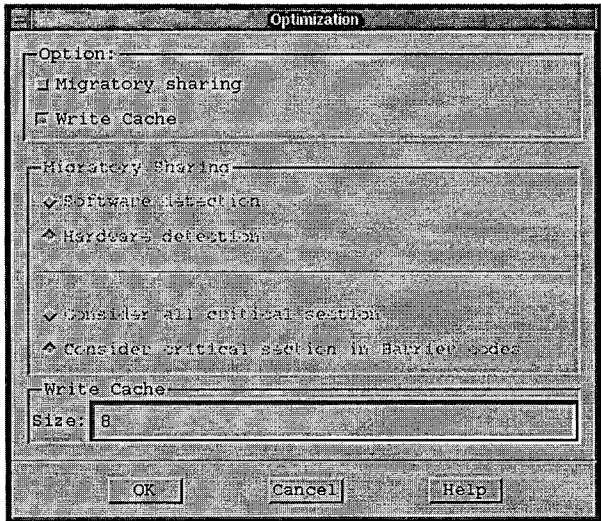 Optimization
Option:
Migratory sharing
Write Cache
Migratory Sharing
Software detection
Hardware detection
Consider all critical section
Consider critical section in Barrier codes
Write Cache
Size: 8
OK Cancel Help